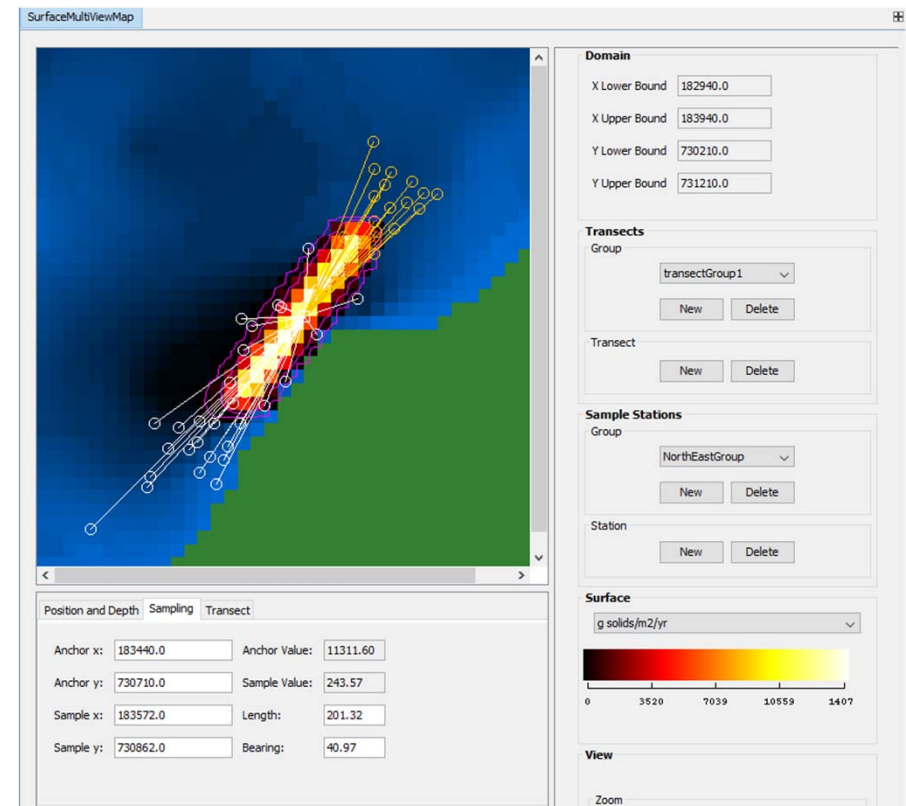 SurfaceMultiViewMap
Domain
X Lower Bound 182940.0
X Upper Bound 183940.0
Y Lower Bound 730210.0
Y Upper Bound 731210.0
Transects
Group
transectGroup1
New Delete
Transect
New Delete
Sample Stations
Group
NorthEastGroup
New Delete
Station
New Delete
Surface
g solids/m2/yr
0 3520 7039 10559 1407
View
Zoom
Position and Depth Sampling Transect
Anchor x: 183440.0 Anchor Value: 11311.60
Anchor y: 730710.0 Sample Value: 243.57
Sample x: 183572.0 Length: 201.32
Sample y: 730862.0 Bearing: 40.97